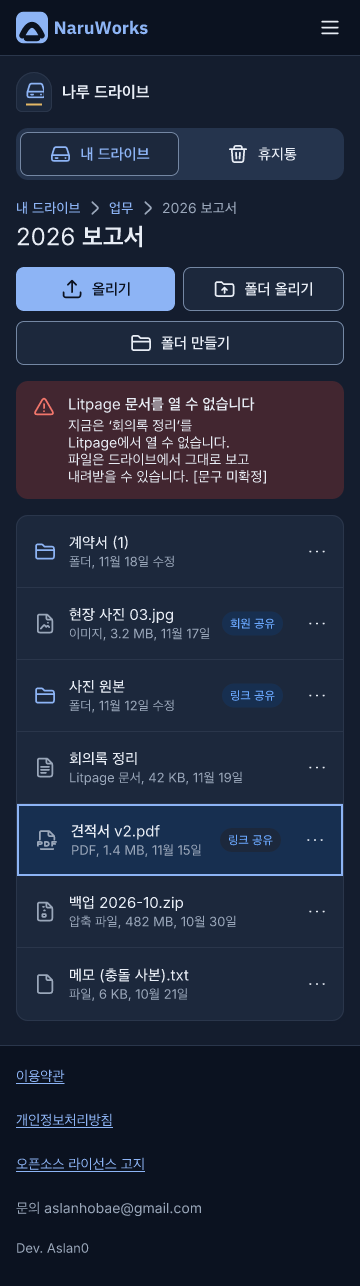 NaruWorks
나루 드라이브
내 드라이브
휴지통
내 드라이브 > 업무 > 2026 보고서
2026 보고서
올리기
폴더 올리기
폴더 만들기
Litpage 문서를 열 수 없습니다
지금은 ‘회의록 정리’를
Litpage에서 열 수 없습니다.
파일은 드라이브에서 그대로 보고
내려받을 수 있습니다. [문구 미확정]
계약서 (1)
폴더, 11월 18일 수정
현장 사진 03.jpg
이미지, 3.2 MB, 11월 17일
회원 공유
사진 원본
폴더, 11월 12일 수정
링크 공유
회의록 정리
Litpage 문서, 42 KB, 11월 19일
PDF
견적서 v2.pdf
PDF, 1.4 MB, 11월 15일
링크 공유
백업 2026-10.zip
압축 파일, 482 MB, 10월 30일
메모 (충돌 사본).txt
파일, 6 KB, 10월 21일
이용약관
개인정보처리방침
오픈소스 라이선스 고지
문의 aslanhobae@gmail.com
Dev. Aslan0